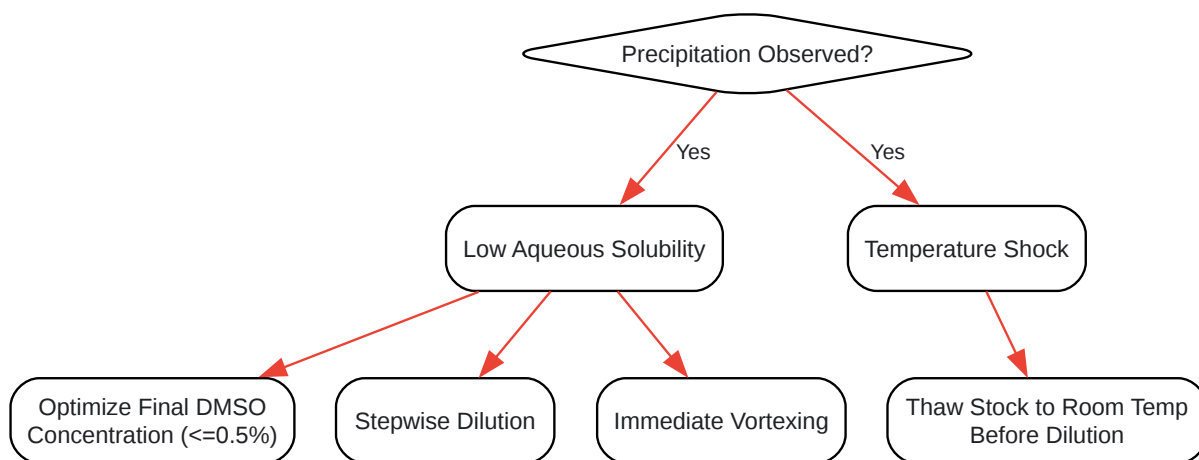 Precipitation Observed?
Yes
Yes
Low Aqueous Solubility
Temperature Shock
Optimize Final DMSO
Concentration (<=0.5%)
Stepwise Dilution
Immediate Vortexing
Thaw Stock to Room Temp
Before Dilution